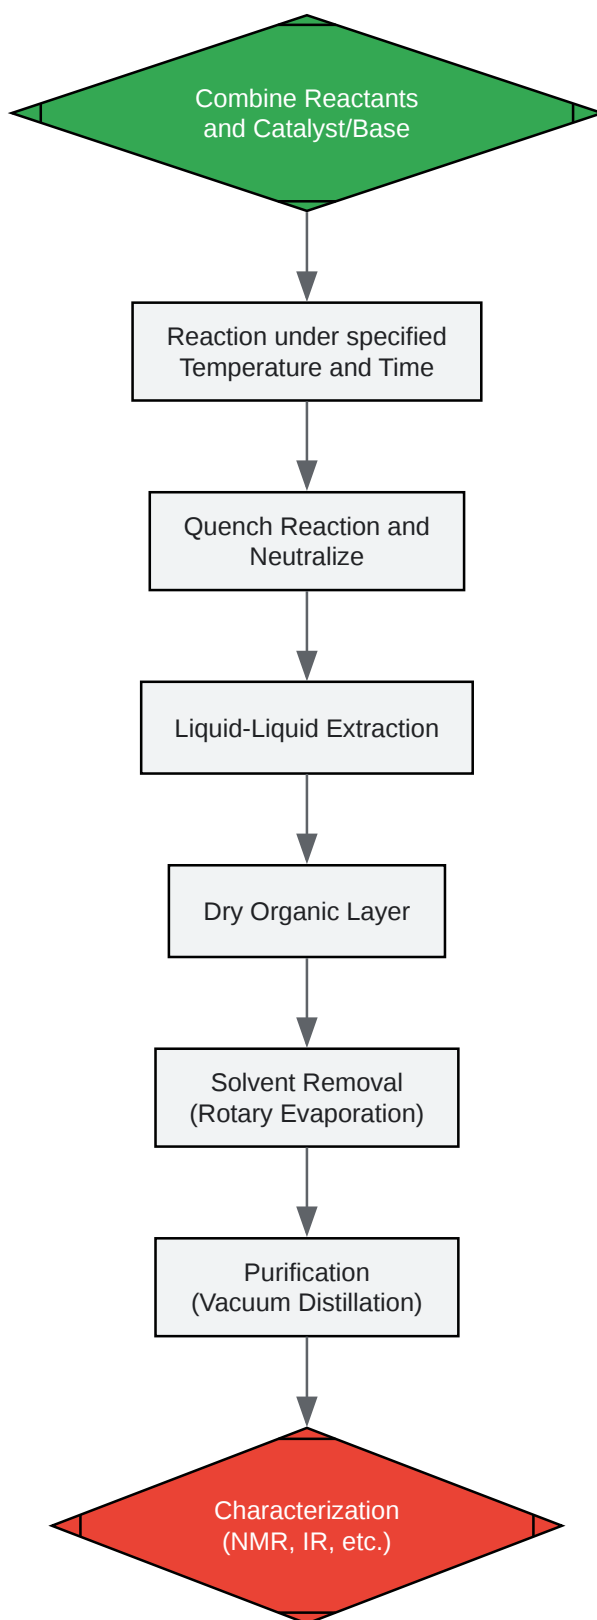 Combine Reactants
and Catalyst/Base
Reaction under specified
Temperature and Time
Quench Reaction and
Neutralize
Liquid-Liquid Extraction
Dry Organic Layer
Solvent Removal
(Rotary Evaporation)
Purification
(Vacuum Distillation)
Characterization
(NMR, IR, etc.)